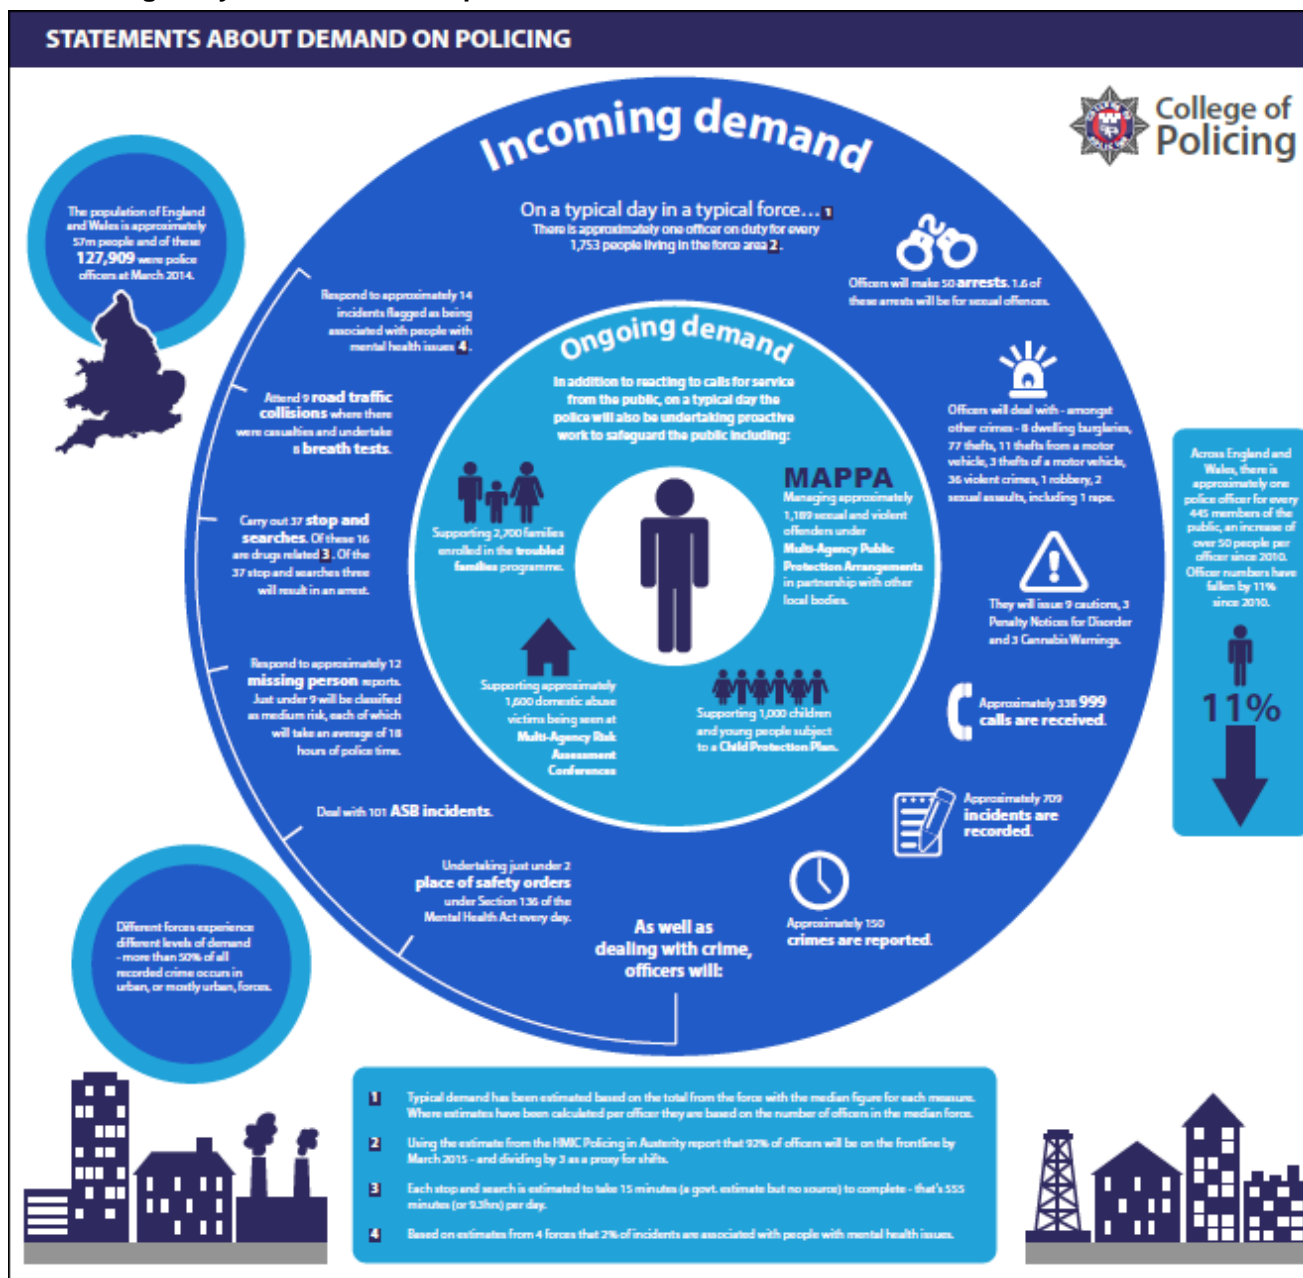 STATEMENTS ABOUT DEMAND ON POLICING
College of
Policing
The population of England
and Wales is approximately
57m people and of these
127,909 were police
officers at March 2014.
Incoming demand
On a typical day in a typical force... 1
There is approximately one officer on duty for every
1,753 people living in the force area 2.
Officers will make 50 arrests. 1.6 of
these arrests will be for sexual offences.
Officers will deal with - amongst
other crimes - 8 dwelling burglaries,
77 thefts, 11 thefts from a motor
vehicle, 3 thefts of a motor vehicle,
36 violent crimes, 1 robbery, 2
sexual assaults, including 1 rape.
They will issue 9 cautions, 3
Penalty Notices for Disorder
and 3 Cannabis Warnings.
Approximately 338 999
calls are received.
Approximately 709
incidents are
recorded.
Approximately 150
crimes are reported.
As well as
dealing with crime,
officers will:
Respond to approximately 14
incidents flagged as being
associated with people with
mental health issues 4.
Attend 9 road traffic
collisions where there
were casualties and undertake
8 breath tests.
Carry out 37 stop and
searches. Of these 16
are drugs related 3. Of the
37 stop and searches three
will result in an arrest.
Respond to approximately 12
missing person reports.
Just under 9 will be classified
as medium risk, each of which
will take an average of 18
hours of police time.
Deal with 101 ASB incidents.
Undertaking just under 2
place of safety orders
under Section 136 of the
Mental Health Act every day.
Ongoing demand
In addition to reacting to calls for service
from the public, on a typical day the
police will also be undertaking proactive
work to safeguard the public including:
Supporting 2,700 families
enrolled in the troubled
families programme.
MAPPA
Managing approximately
1,189 sexual and violent
offenders under
Multi-Agency Public
Protection Arrangements
in partnership with other
local bodies.
Supporting approximately
1,600 domestic abuse
victims being seen at
Multi-Agency Risk
Assessment
Conferences
Supporting 1,000 children
and young people subject
to a Child Protection Plan.
Across England and
Wales, there is
approximately one
police officer for every
445 members of the
public, an increase of
over 50 people per
officer since 2010.
Officer numbers have
fallen by 11%
since 2010.
11%
Different forces experience
different levels of demand
- more than 50% of all
recorded crime occurs in
urban, or mostly urban, forces.
1 Typical demand has been estimated based on the total from the force with the median figure for each measure.
Where estimates have been calculated per officer they are based on the number of officers in the median force.
2 Using the estimate from the HMIC Policing in Austerity report that 92% of officers will be on the frontline by
March 2015 - and dividing by 3 as a proxy for shifts.
3 Each stop and search is estimated to take 15 minutes (a govt. estimate but no source) to complete - that's 555
minutes (or 9.3hrs) per day.
4 Based on estimates from 4 forces that 2% of incidents are associated with people with mental health issues.